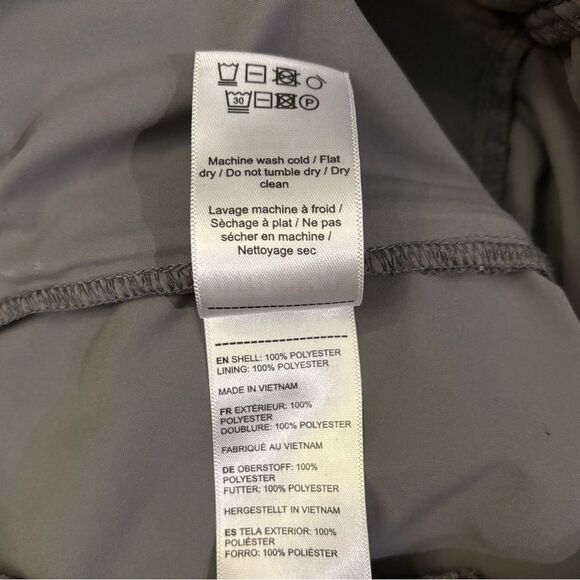 30 P
Machine wash cold / Flat
dry / Do not tumble dry / Dry
clean
Lavage machine à froid /
Sèchage à plat / Ne pas
sécher en machine /
Nettoyage sec
EN SHELL: 100% POLYESTER
LINING: 100% POLYESTER
MADE IN VIETNAM
FR EXTÉRIEUR: 100%
POLYESTER
DOUBLURE: 100% POLYESTER
FABRIQUÉ AU VIETNAM
DE OBERSTOFF: 100%
POLYESTER
FUTTER: 100% POLYESTER
HERGESTELLT IN VIETNAM
ES TELA EXTERIOR: 100%
POLIÉSTER
FORRO: 100% POLIÉSTER